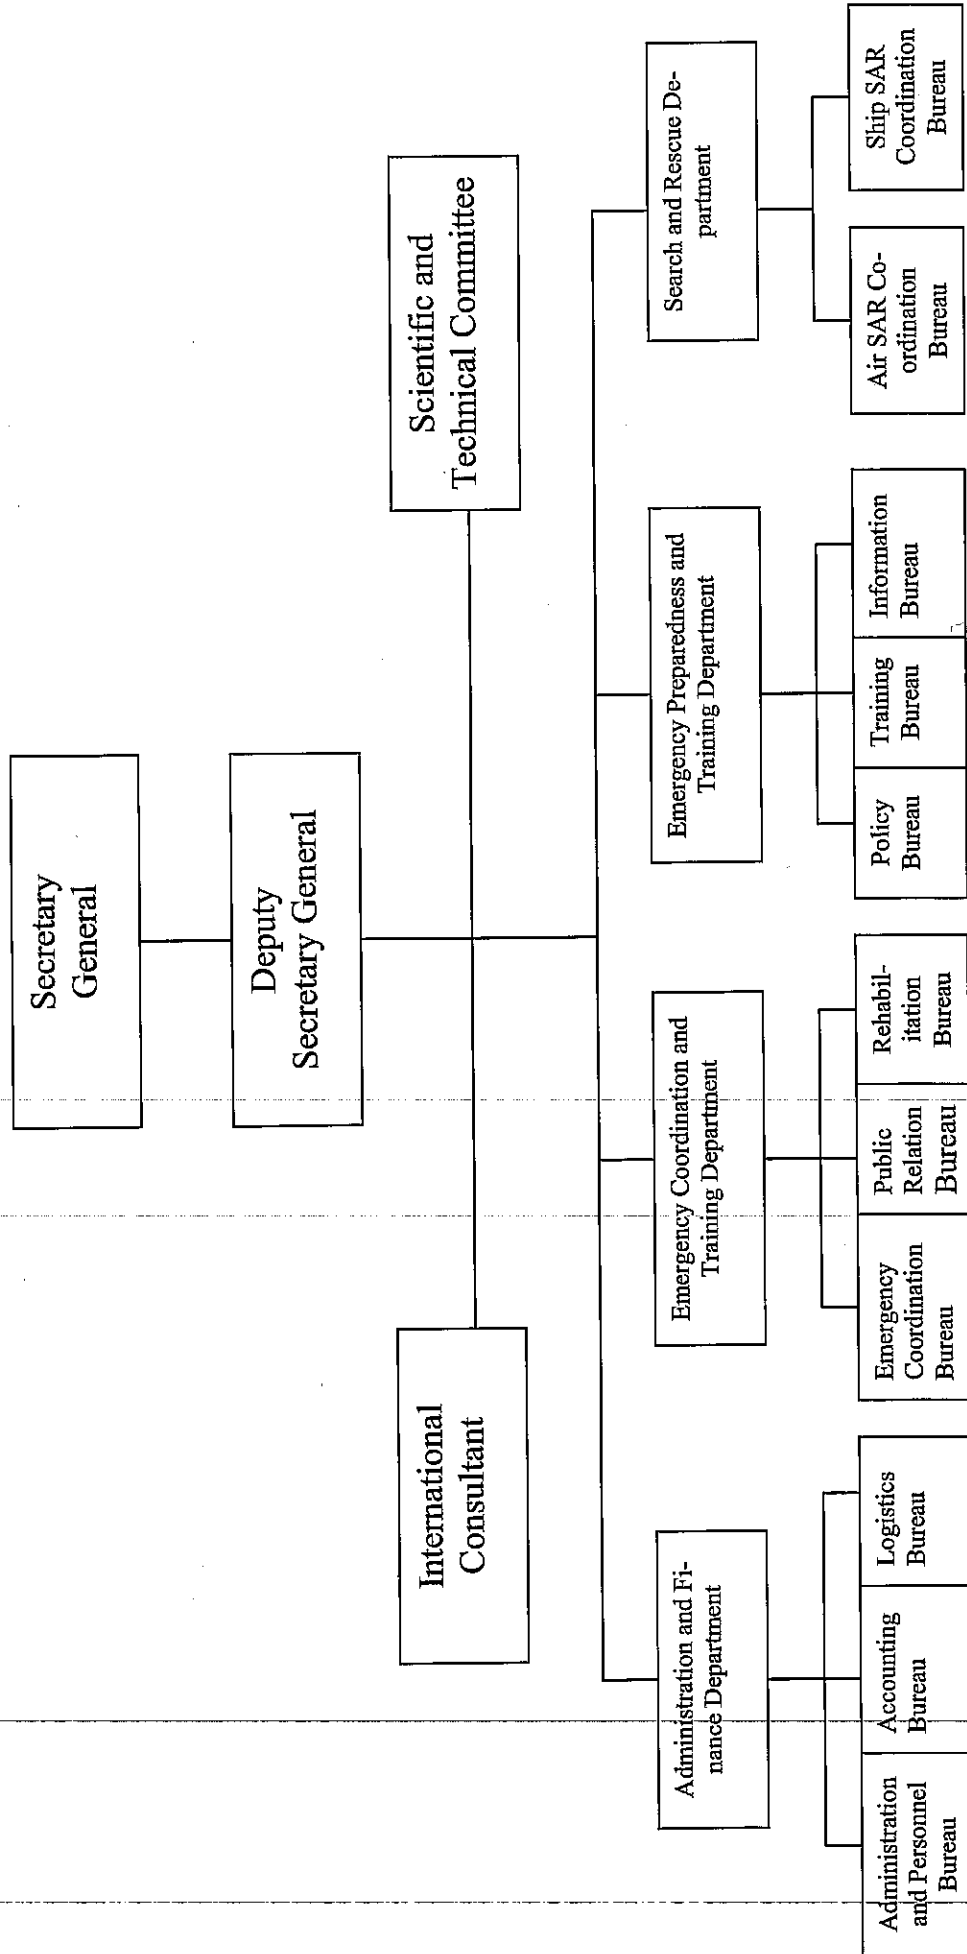 Secretary
General
Deputy
Secretary General
International
Consultant
Scientific and
Technical Committee
Administration and Fi-
nance Department
Emergency Coordination and
Training Department
Emergency Preparedness and
Training Department
Search and Rescue De-
partment
Administration
and Personnel
Bureau
Accounting
Bureau
Logistics
Bureau
Emergency
Coordination
Bureau
Public
Relation
Bureau
Rehabil-
itation
Bureau
Policy
Bureau
Training
Bureau
Information
Bureau
Air SAR Co-
ordination
Bureau
Ship SAR
Coordination
Bureau